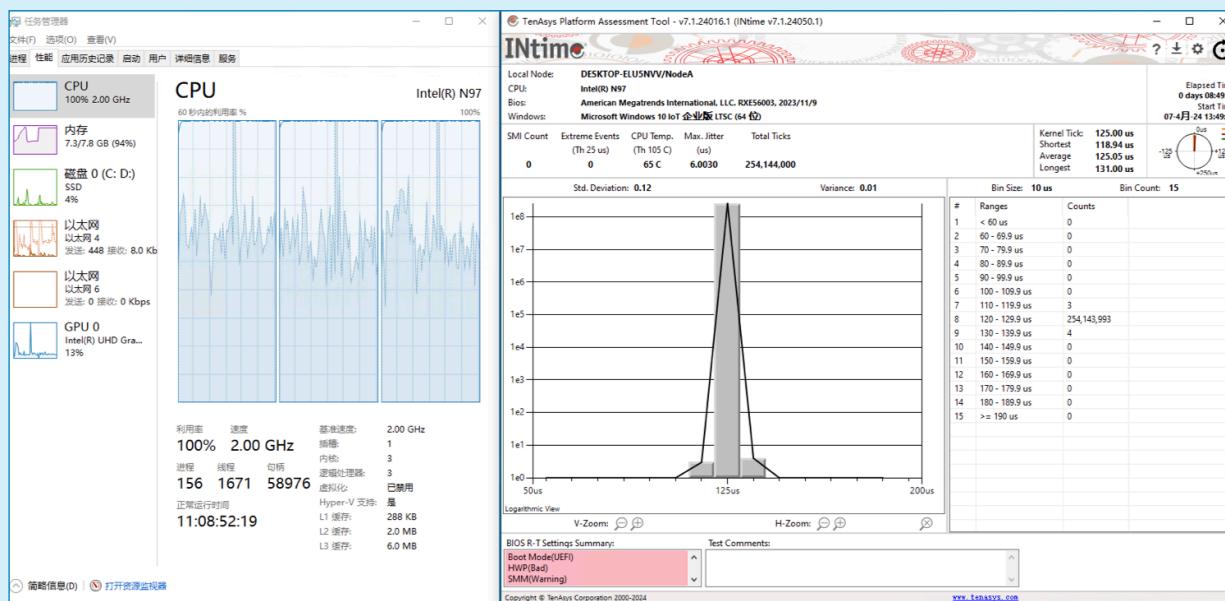 任务管理器
文件(F) 选项(O) 查看(V)
进程 性能 应用历史记录 启动 用户 详细信息 服务
CPU
100% 2.00 GHz
内存
7.3/7.8 GB (94%)
磁盘 0 (C: D:)
SSD
4%
以太网
以太网 4
发送: 448 接收: 8.0 Kb
以太网
以太网 6
发送: 0 接收: 0 Kbps
GPU 0
Intel(R) UHD Gra...
13%
CPU
Intel(R) N97
60 秒内的利用率 %
100%
利用率 速度
100% 2.00 GHz
进程 线程 句柄
156 1671 58976
正常运行时间
11:08:52:19
基准速度: 2.00 GHz
插槽: 1
内核: 3
逻辑处理器: 3
虚拟化: 已禁用
Hyper-V 支持: 是
L1 缓存: 288 KB
L2 缓存: 2.0 MB
L3 缓存: 6.0 MB
简略信息(D) 打开资源监视器
TenAsys Platform Assessment Tool - v7.1.24016.1 (INtime v7.1.24050.1)
INtime
Local Node: DESKTOP-ELU5NVV/NodeA
CPU: Intel(R) N97
Bios: American Megatrends International, LLC. RXE56003, 2023/11/9
Windows: Microsoft Windows 10 IoT 企业版 LTSC (64 位)
Elapsed Ti
0 days 08:49
Start Ti
07-4月-24 13:49
SMI Count Extreme Events CPU Temp. Max. Jitter Total Ticks
(Th 25 us) (Th 105 C) (us)
0 0 65 C 6.0030 254,144,000
Kernel Tick: 125.00 us
Shortest 118.94 us
Average 125.05 us
Longest 131.00 us
0us
-125
us
+12
+250us
Std. Deviation: 0.12 Variance: 0.01
Bin Size: 10 us Bin Count: 15
1e8
1e7
1e6
1e5
1e4
1e3
1e2
1e1
1e0
50us 125us 200us
Logarithmic View
V-Zoom: H-Zoom:
# Ranges Counts
1 < 60 us 0
2 60 - 69.9 us 0
3 70 - 79.9 us 0
4 80 - 89.9 us 0
5 90 - 99.9 us 0
6 100 - 109.9 us 0
7 110 - 119.9 us 3
8 120 - 129.9 us 254,143,993
9 130 - 139.9 us 4
10 140 - 149.9 us 0
11 150 - 159.9 us 0
12 160 - 169.9 us 0
13 170 - 179.9 us 0
14 180 - 189.9 us 0
15 >= 190 us 0
BIOS R-T Settings Summary: Test Comments:
Boot Mode(UEFI)
HWP(Bad)
SMM(Warning)
Copyright © TenAsys Corporation 2000-2024 www.tenasys.com